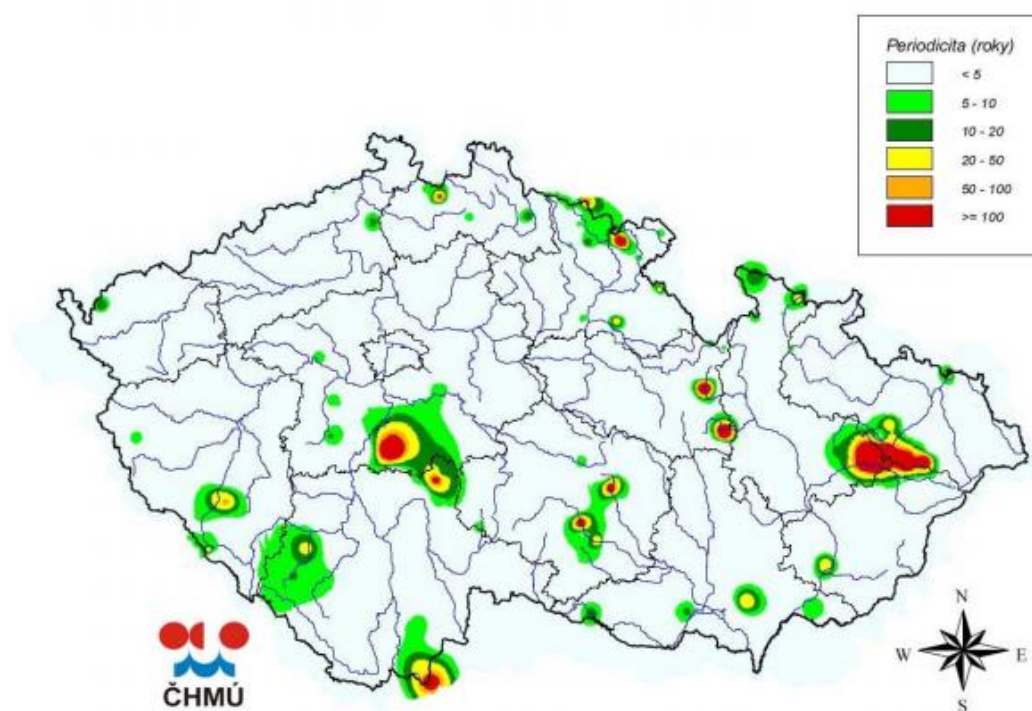 Periodicita (roky)
< 5
5 - 10
10 - 20
20 - 50
50 - 100
>= 100
N
W
E
S
ČHMÚ